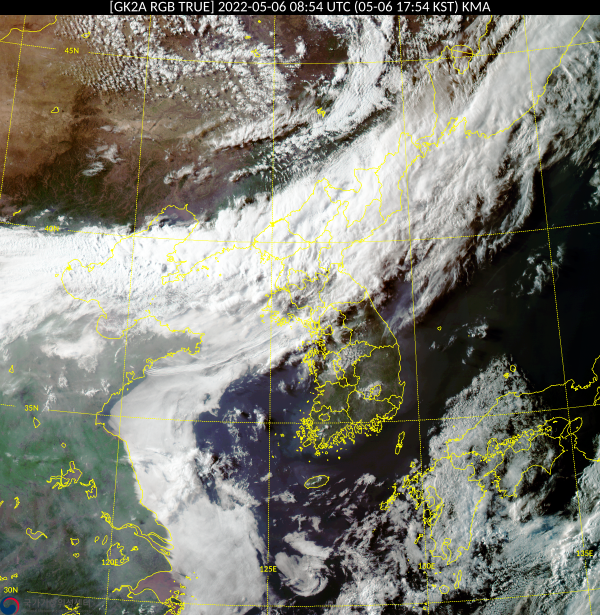 [GK2A RGB TRUE] 2022-05-06 08:54 UTC (05-06 17:54 KST) KMA
45N
40N
35N
120E
125E
130E
135E
30N